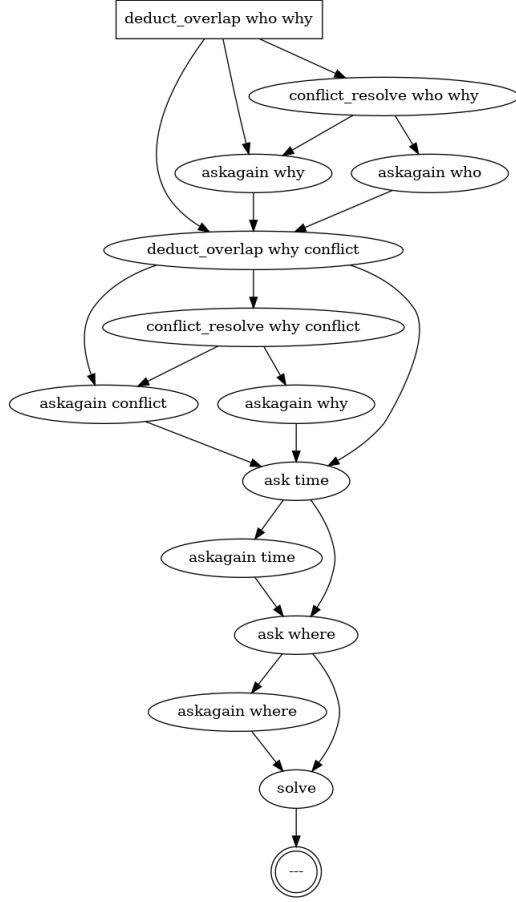 deduct_overlap who why
conflict_resolve who why
askagain why
askagain who
deduct_overlap why conflict
conflict_resolve why conflict
askagain conflict
askagain why
ask time
askagain time
ask where
askagain where
solve
---